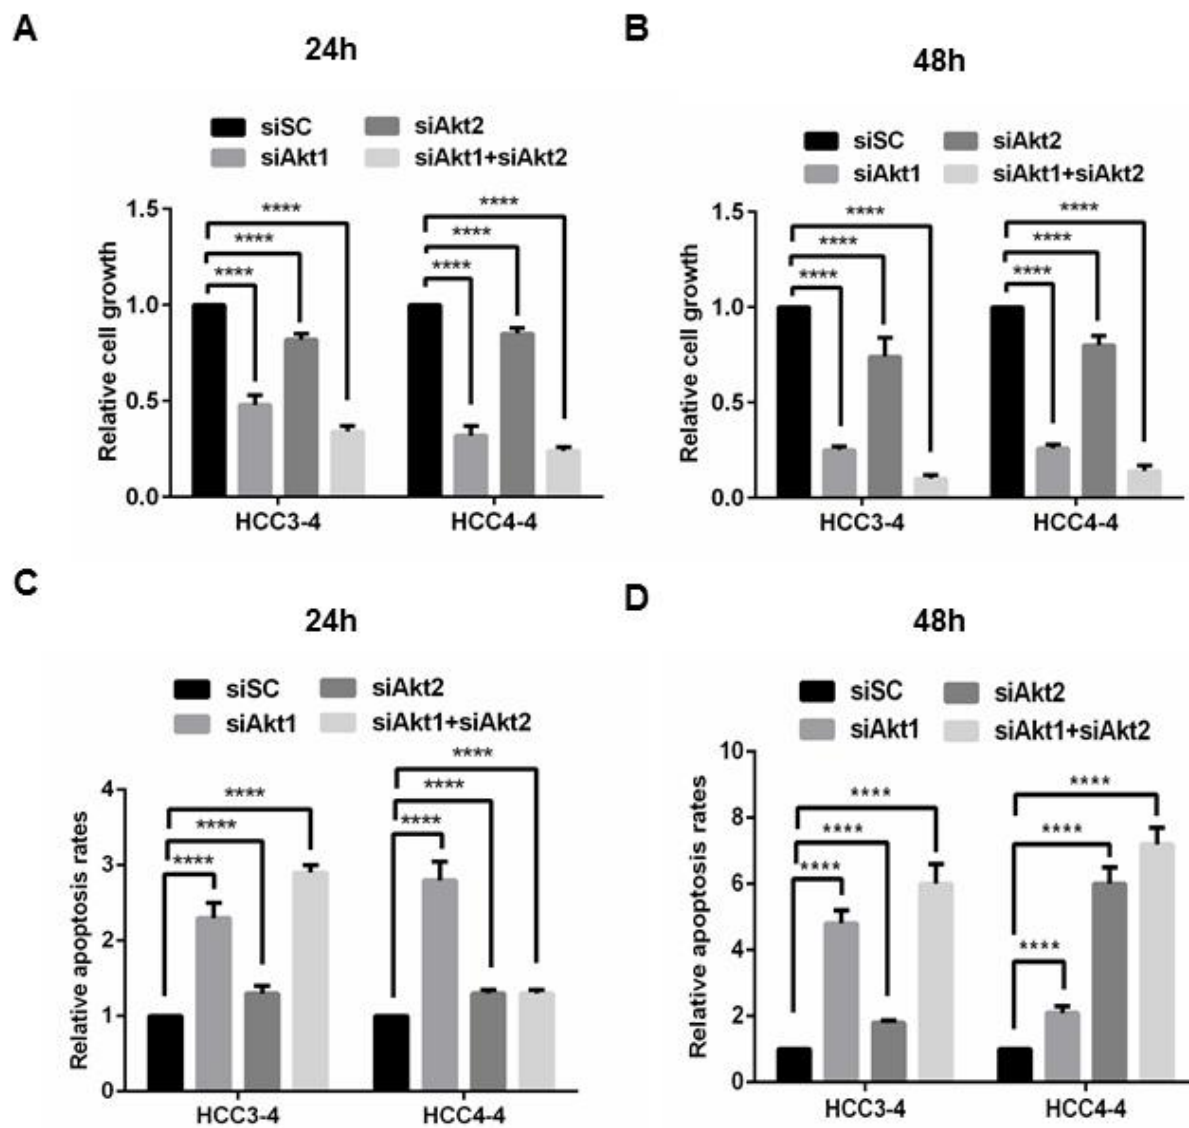 A
24h
siSC siAkt2
siAkt1 siAkt1+siAkt2
Relative cell growth
1.5
1.0
0.5
0.0
**** **** ****
**** **** ****
HCC3-4 HCC4-4
B
48h
siSC siAkt2
siAkt1 siAkt1+siAkt2
Relative cell growth
1.5
1.0
0.5
0.0
**** **** ****
**** **** ****
HCC3-4 HCC4-4
C
24h
siSC siAkt2
siAkt1 siAkt1+siAkt2
Relative apoptosis rates
4
3
2
1
0
**** **** ****
**** **** ****
HCC3-4 HCC4-4
D
48h
siSC siAkt2
siAkt1 siAkt1+siAkt2
Relative apoptosis rates
10
8
6
4
2
0
**** **** ****
**** **** ****
HCC3-4 HCC4-4